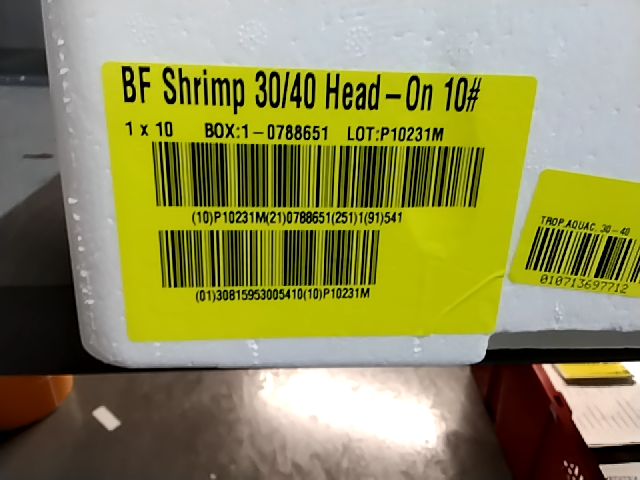 BF Shrimp 30/40 Head-On 10#
1 x 10 BOX:1-0788651 LOT:P10231M
(10)P10231M(21)0788651(251)1(91)541
(01)30815953005410(10)P10231M
TROP.AQUAC. 30-40
010713697712